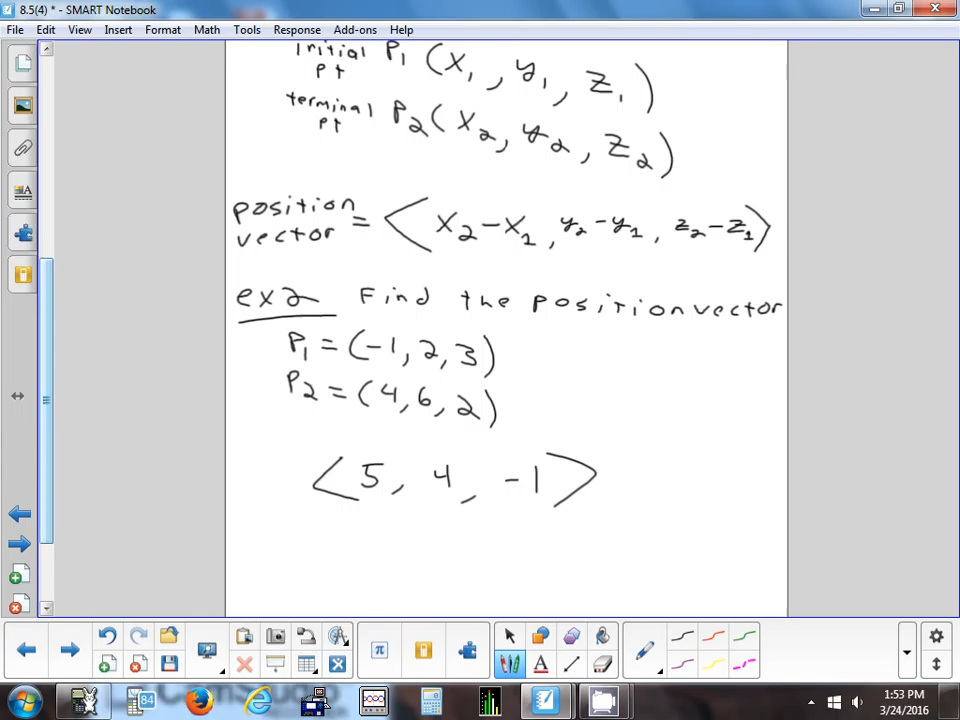 8.5(4) * - SMART Notebook
File Edit View Insert Format Math Tools Response Add-ons Help
initial P1 (x1, y1, z1)
pt
terminal P2 (x2, y2, z2)
pt
position vector = <x2-x1, y2-y1, z2-z1>
ex2 Find the position vector
P1 = (-1, 2, 3)
P2 = (4, 6, 2)
<5, 4, -1>
1:53 PM
3/24/2016